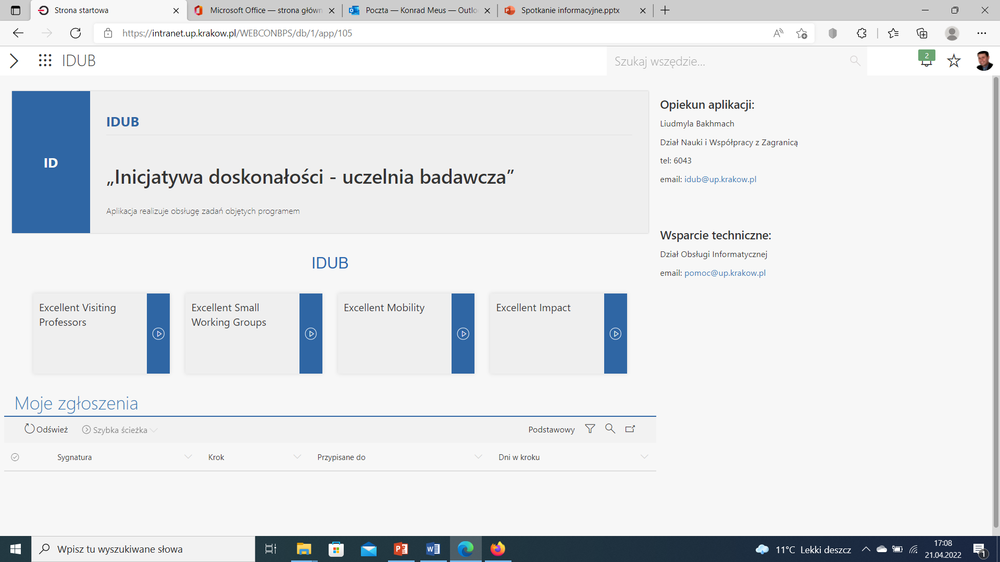 Strona startowa
Microsoft Office — strona główn
Poczta — Konrad Meus — Outlo
Spotkanie informacyjne.pptx
https://intranet.up.krakow.pl/WEBCONBPS/db/1/app/105
IDUB
Szukaj wszędzie...
2
ID
IDUB
„Inicjatywa doskonałości - uczelnia badawcza”
Aplikacja realizuje obsługę zadań objętych programem
Opiekun aplikacji:
Liudmyla Bakhmach
Dział Nauki i Współpracy z Zagranicą
tel: 6043
email: idub@up.krakow.pl
Wsparcie techniczne:
Dział Obsługi Informatycznej
email: pomoc@up.krakow.pl
IDUB
Excellent Visiting
Professors
Excellent Small
Working Groups
Excellent Mobility
Excellent Impact
Moje zgłoszenia
Odśwież
Szybka ścieżka
Podstawowy
Sygnatura
Krok
Przypisane do
Dni w kroku
Wpisz tu wyszukiwane słowa
11°C Lekki deszcz
17:08
21.04.2022
1